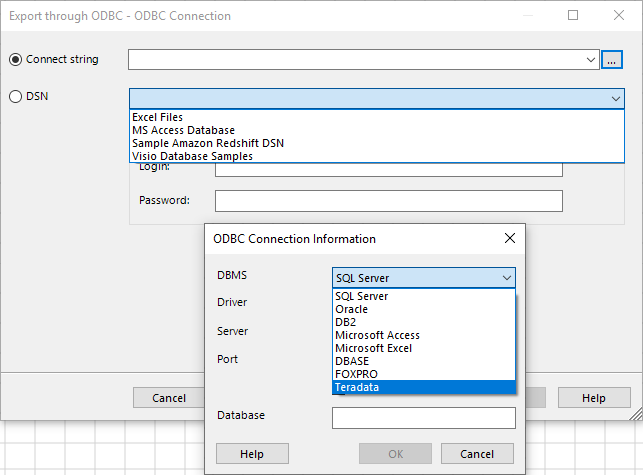 Export through ODBC - ODBC Connection
Connect string
...
DSN
Excel Files
MS Access Database
Sample Amazon Redshift DSN
Visio Database Samples
Login:
Password:
ODBC Connection Information
DBMS
SQL Server
Driver
SQL Server
Oracle
DB2
Microsoft Access
Microsoft Excel
DBASE
FOXPRO
Teradata
Server
Port
Database
Help
OK
Cancel
Cancel
Help